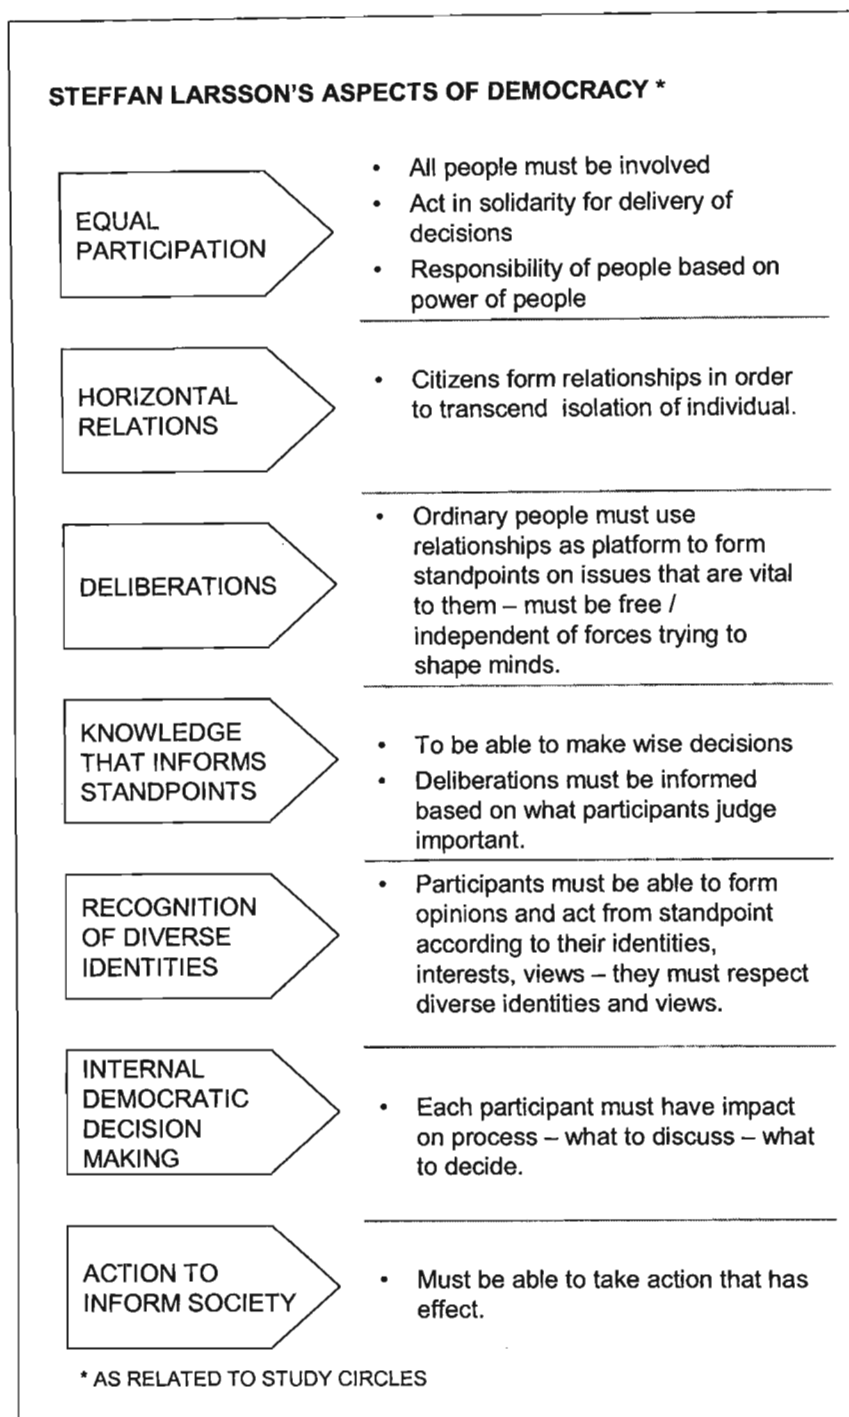 STEFFAN LARSSON'S ASPECTS OF DEMOCRACY *
EQUAL
PARTICIPATION
• All people must be involved
• Act in solidarity for delivery of
decisions
• Responsibility of people based on
power of people
HORIZONTAL
RELATIONS
• Citizens form relationships in order
to transcend isolation of individual.
DELIBERATIONS
• Ordinary people must use
relationships as platform to form
standpoints on issues that are vital
to them – must be free /
independent of forces trying to
shape minds.
KNOWLEDGE
THAT INFORMS
STANDPOINTS
• To be able to make wise decisions
• Deliberations must be informed
based on what participants judge
important.
RECOGNITION
OF DIVERSE
IDENTITIES
• Participants must be able to form
opinions and act from standpoint
according to their identities,
interests, views – they must respect
diverse identities and views.
INTERNAL
DEMOCRATIC
DECISION
MAKING
• Each participant must have impact
on process – what to discuss – what
to decide.
ACTION TO
INFORM SOCIETY
• Must be able to take action that has
effect.
* AS RELATED TO STUDY CIRCLES